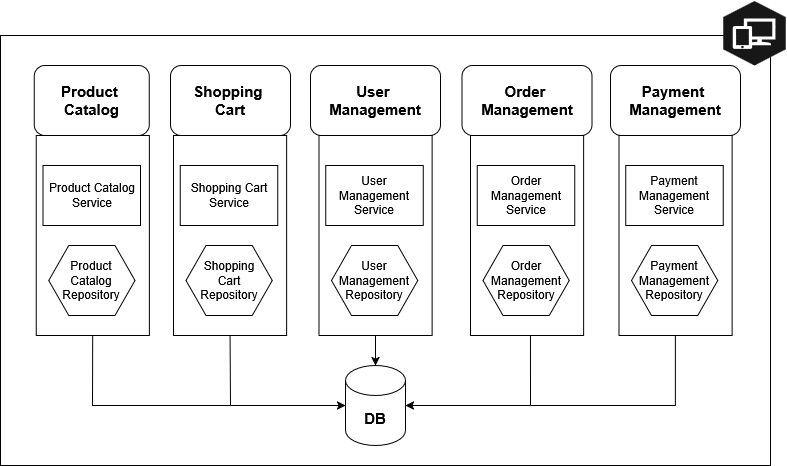 Product
Catalog
Shopping
Cart
User
Management
Order
Management
Payment
Management
Product Catalog
Service
Shopping Cart
Service
User
Management
Service
Order
Management
Service
Payment
Management
Service
Product
Catalog
Repository
Shopping
Cart
Repository
User
Management
Repository
Order
Management
Repository
Payment
Management
Repository
DB